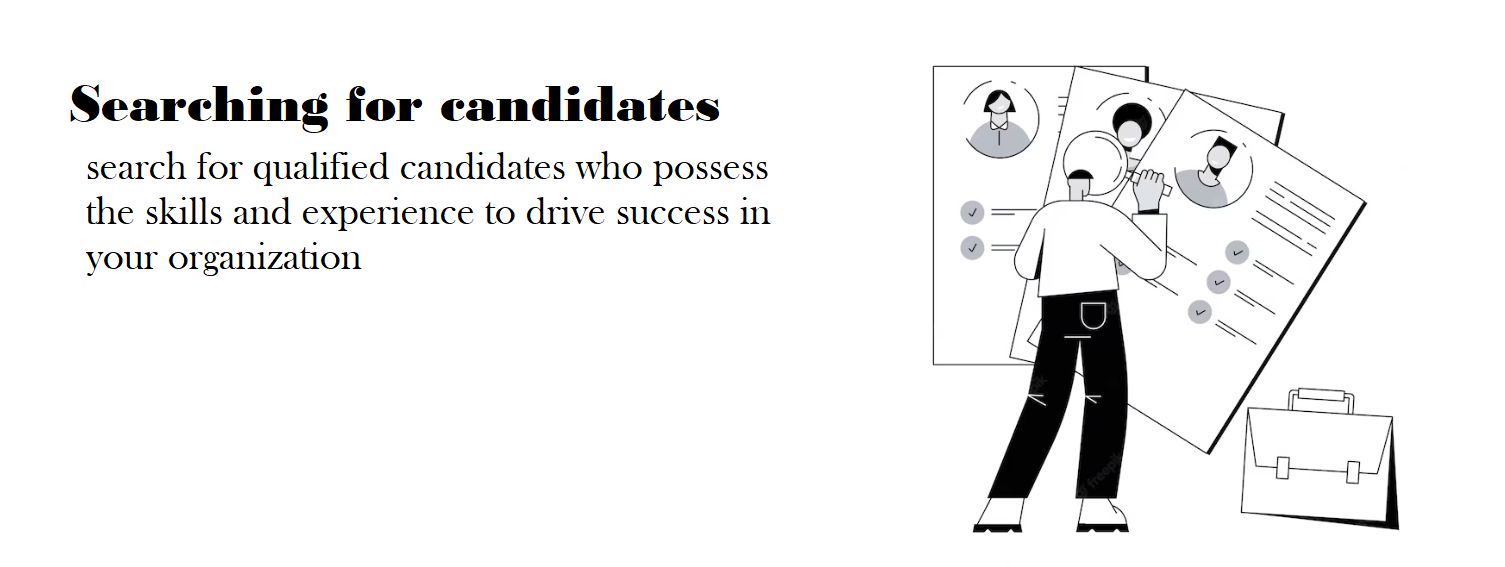 Searching for candidates
search for qualified candidates who possess
the skills and experience to drive success in
your organization
freepik